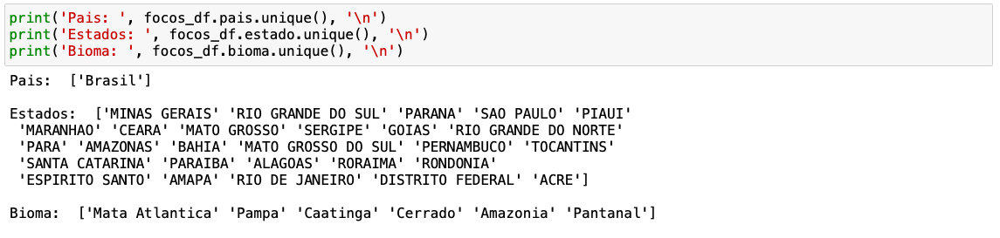 print('Pais: ', focos_df.pais.unique(), '\n')
print('Estados: ', focos_df.estado.unique(), '\n')
print('Bioma: ', focos_df.bioma.unique(), '\n')
Pais:  ['Brasil']
Estados:  ['MINAS GERAIS' 'RIO GRANDE DO SUL' 'PARANA' 'SAO PAULO' 'PIAUI'
 'MARANHAO' 'CEARA' 'MATO GROSSO' 'SERGIPE' 'GOIAS' 'RIO GRANDE DO NORTE'
 'PARA' 'AMAZONAS' 'BAHIA' 'MATO GROSSO DO SUL' 'PERNAMBUCO' 'TOCANTINS'
 'SANTA CATARINA' 'PARAIBA' 'ALAGOAS' 'RORAIMA' 'RONDONIA'
 'ESPIRITO SANTO' 'AMAPA' 'RIO DE JANEIRO' 'DISTRITO FEDERAL' 'ACRE']
Bioma:  ['Mata Atlantica' 'Pampa' 'Caatinga' 'Cerrado' 'Amazonia' 'Pantanal']